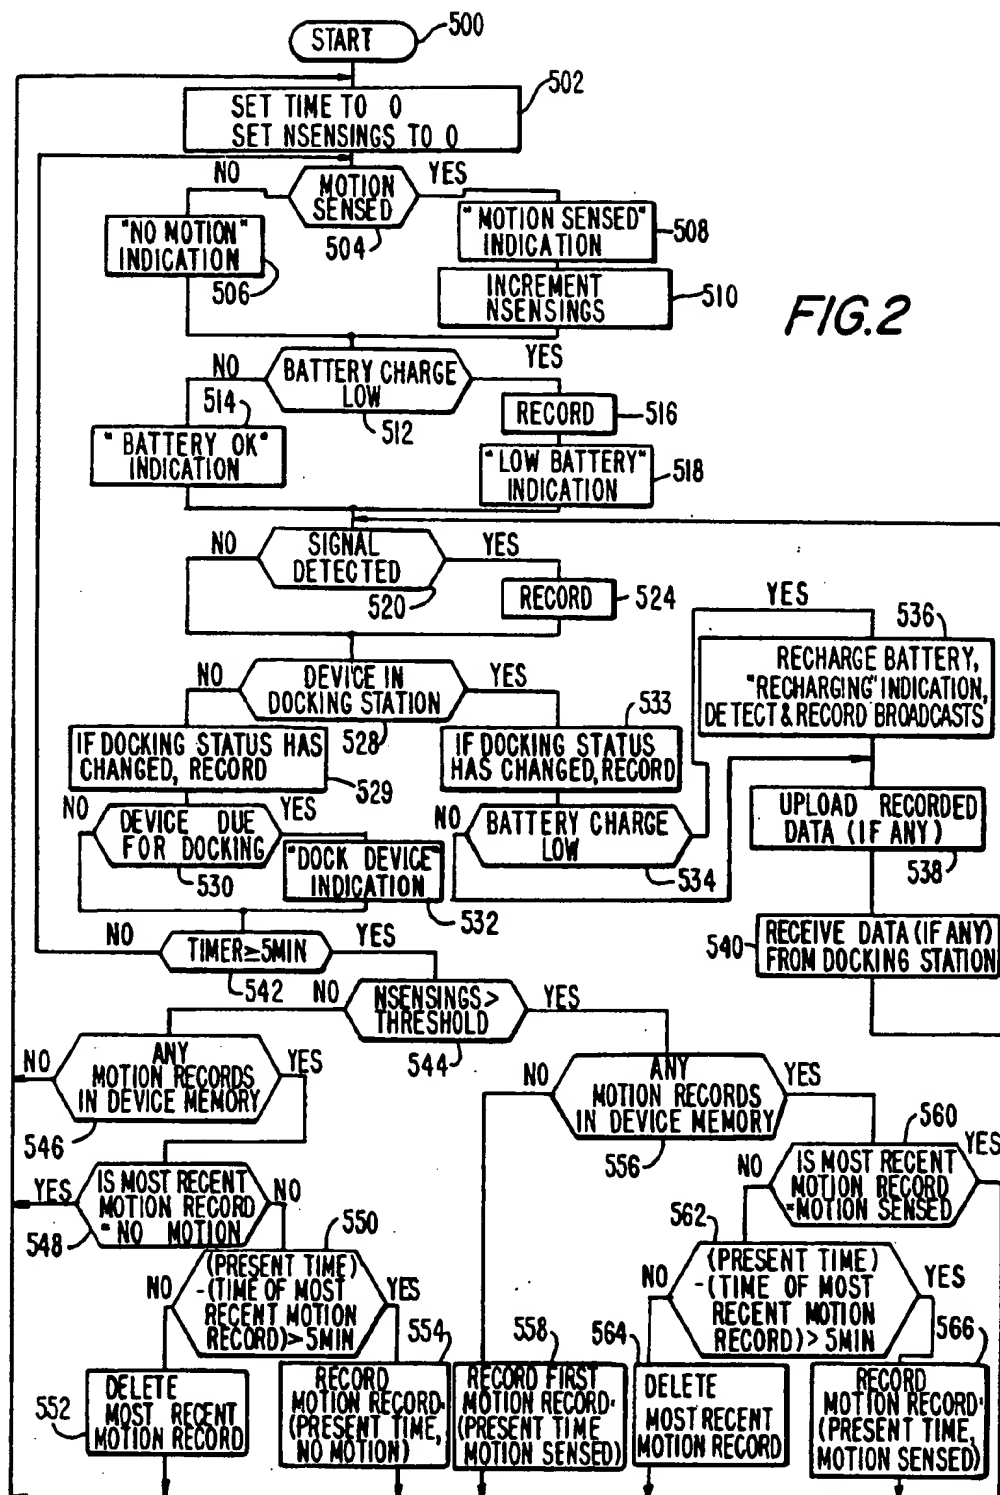 START
500
502
SET TIME TO 0
SET NSENSINGS TO 0
NO
YES
MOTION
SENSED
504
"NO MOTION"
INDICATION
506
"MOTION SENSED"
INDICATION
508
INCREMENT
NSENSINGS
510
FIG.2
NO
YES
BATTERY CHARGE
LOW
512
514
"BATTERY OK"
INDICATION
RECORD
516
"LOW BATTERY"
INDICATION
518
NO
YES
SIGNAL
DETECTED
520
RECORD
524
NO
YES
DEVICE IN
DOCKING STATION
528
IF DOCKING STATUS HAS
CHANGED, RECORD
529
533
IF DOCKING STATUS
HAS CHANGED, RECORD
YES
536
RECHARGE BATTERY,
"RECHARGING" INDICATION,
DETECT & RECORD BROADCASTS
NO
YES
DEVICE DUE
FOR DOCKING
530
"DOCK DEVICE"
INDICATION
532
NO
BATTERY CHARGE
LOW
534
UPLOAD RECORDED
DATA (IF ANY)
538
540
RECEIVE DATA (IF ANY)
FROM DOCKING STATION
NO
YES
TIMER≥5MIN
542
NO
YES
NSENSINGS >
THRESHOLD
544
NO
YES
ANY
MOTION RECORDS
IN DEVICE MEMORY
546
NO
YES
ANY
MOTION RECORDS
IN DEVICE MEMORY
556
YES
NO
IS MOST RECENT
MOTION RECORD
= NO MOTION
548
560
NO
YES
IS MOST RECENT
MOTION RECORD
=MOTION SENSED
550
NO
YES
(PRESENT TIME)
-(TIME OF MOST
RECENT MOTION
RECORD) > 5MIN
562
NO
YES
(PRESENT TIME)
-(TIME OF MOST
RECENT MOTION
RECORD) > 5MIN
552
DELETE
MOST RECENT
MOTION RECORD
554
RECORD
MOTION RECORD·
(PRESENT TIME,
NO MOTION)
558
RECORD FIRST
MOTION RECORD·
(PRESENT TIME
MOTION SENSED)
564
DELETE
MOST RECENT
MOTION RECORD
566
RECORD
MOTION RECORD·
(PRESENT TIME,
MOTION SENSED)